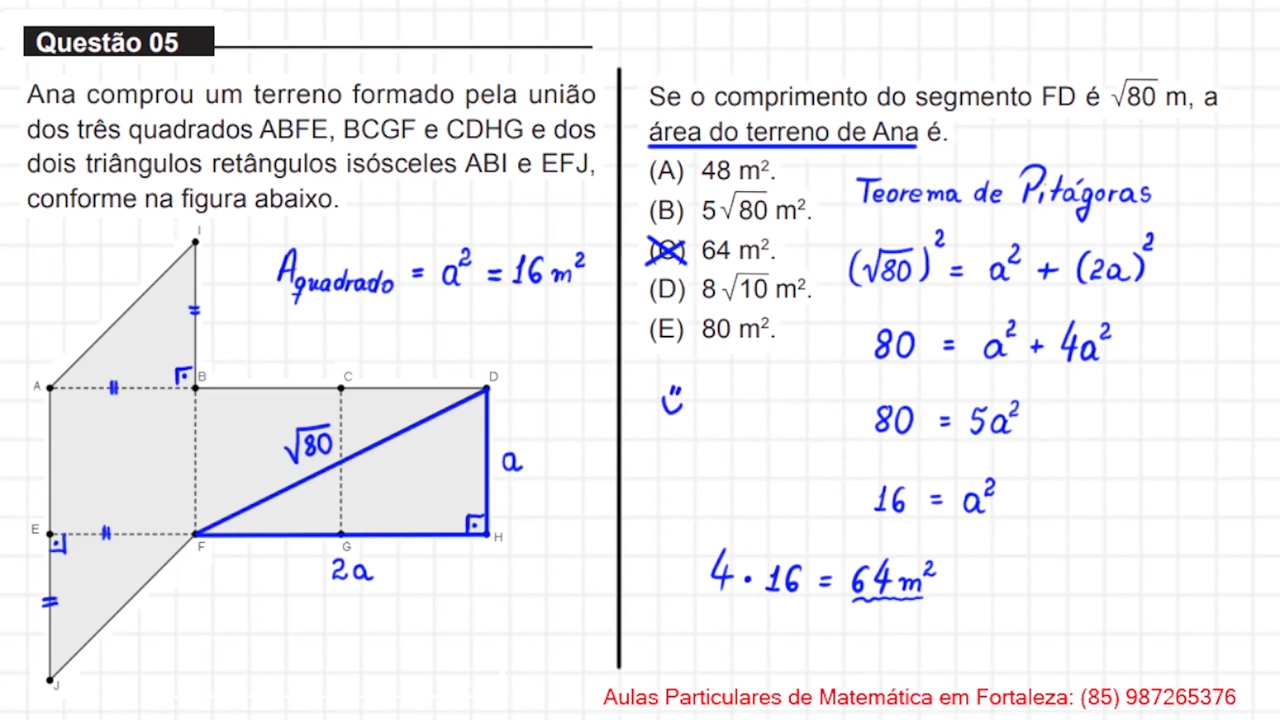 Questão 05
Ana comprou um terreno formado pela união
dos três quadrados ABFE, BCGF e CDHG e dos
dois triângulos retângulos isósceles ABI e EFJ,
conforme na figura abaixo.
I
A quadrado = a² = 16 m²
A
B
C
D
√80
a
E
F
G
H
2a
J
Se o comprimento do segmento FD é √80 m, a
área do terreno de Ana é.
(A) 48 m².
(B) 5√80 m².
(C) 64 m².
(D) 8√10 m².
(E) 80 m².
Teorema de Pitágoras
(√80)² = a² + (2a)²
80 = a² + 4a²
80 = 5a²
16 = a²
4 · 16 = 64 m²
Aulas Particulares de Matemática em Fortaleza: (85) 987265376